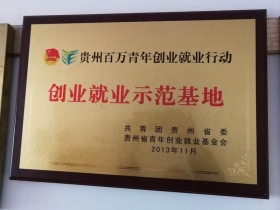 贵州百万青年创业就业行动
创业就业示范基地
共青团贵州省委
贵州省青年创业就业基金会
2013年11月